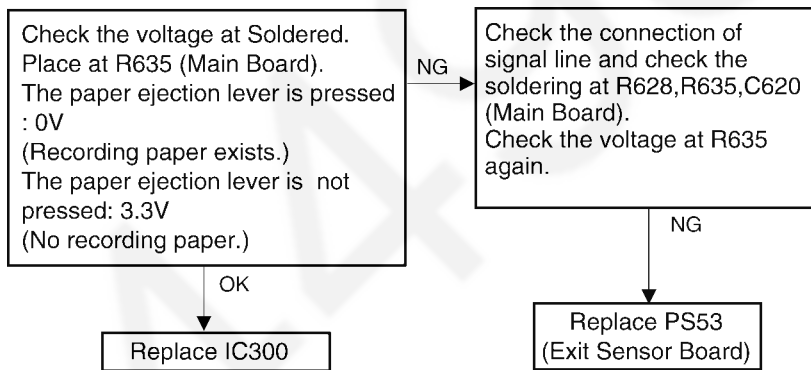 Check the voltage at Soldered.
Place at R635 (Main Board).
The paper ejection lever is pressed
: 0V
(Recording paper exists.)
The paper ejection lever is not
pressed: 3.3V
(No recording paper.)
NG
Check the connection of
signal line and check the
soldering at R628,R635,C620
(Main Board).
Check the voltage at R635
again.
OK
NG
Replace IC300
Replace PS53
(Exit Sensor Board)